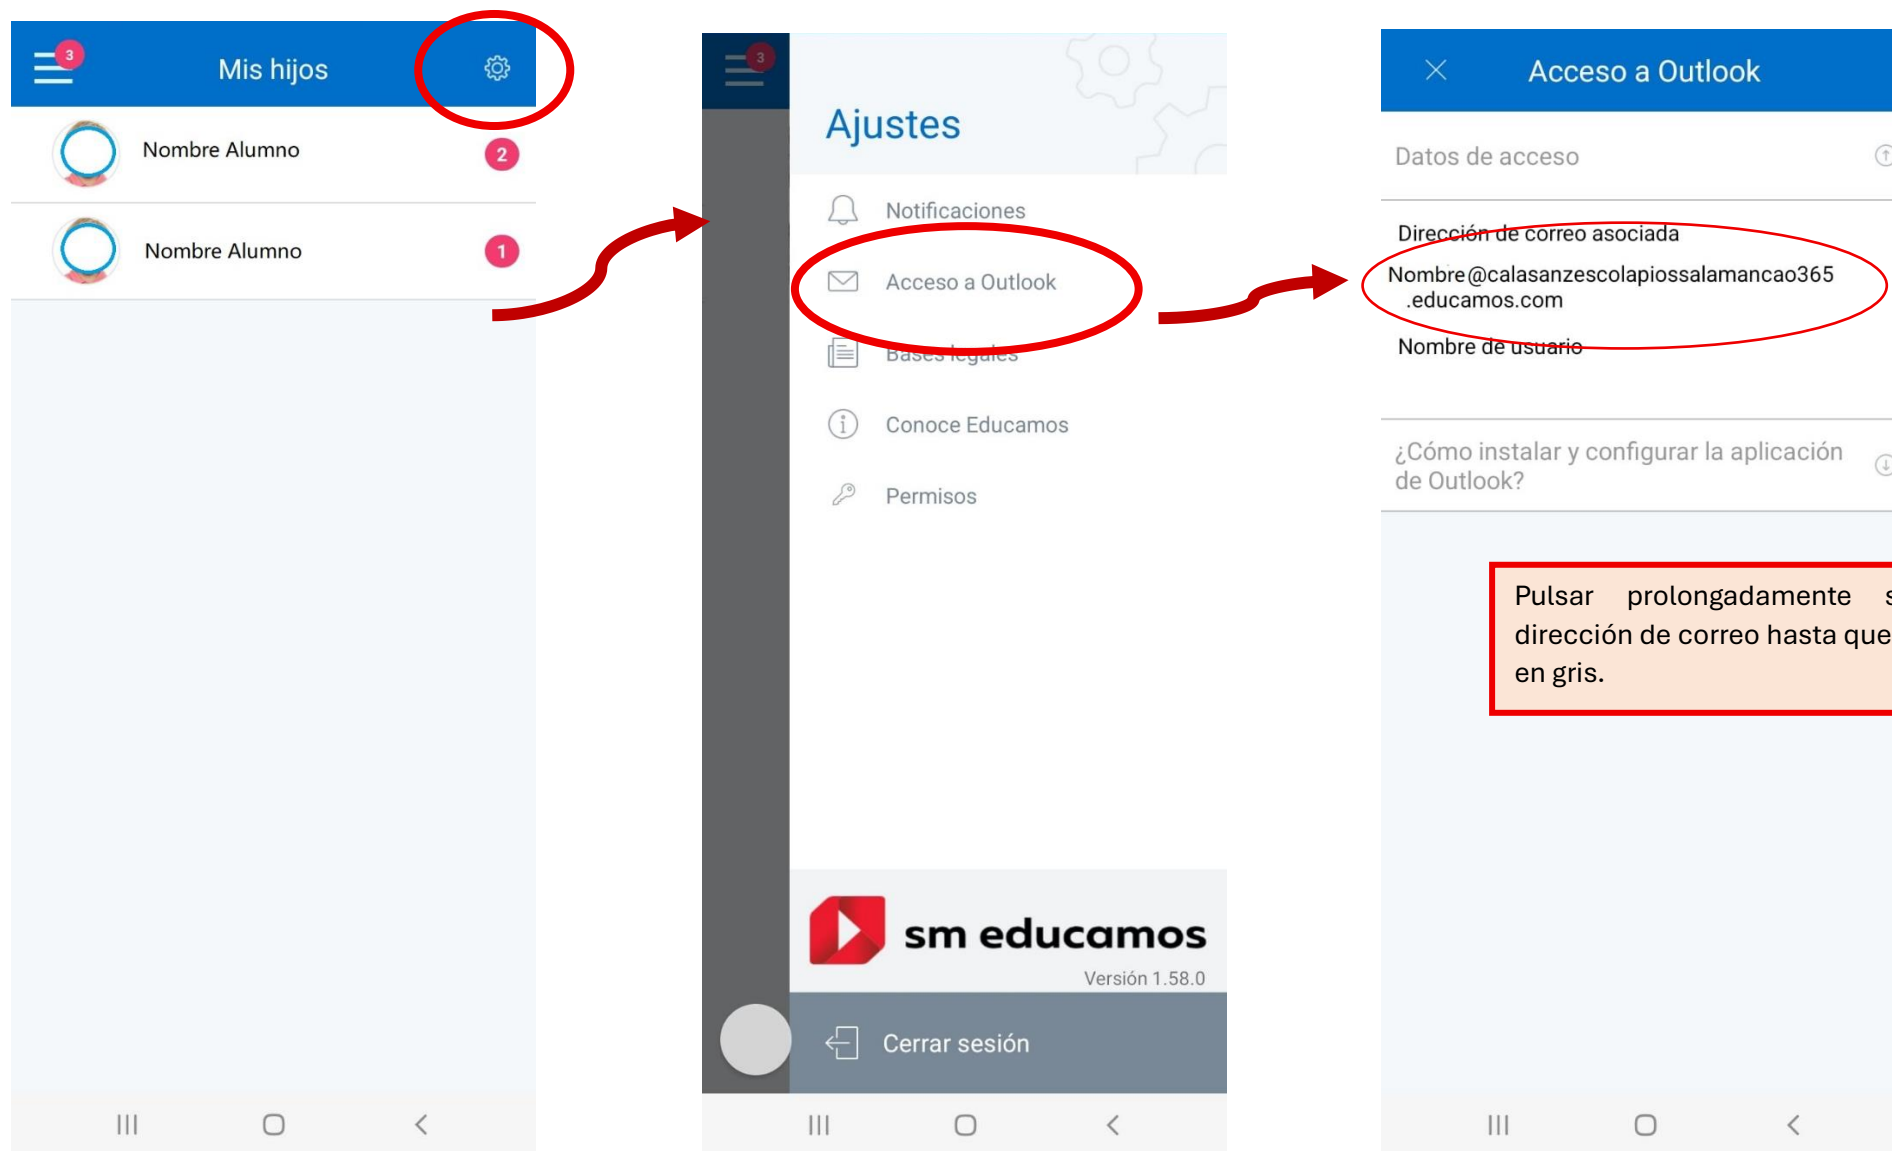 3
Mis hijos
Nombre Alumno
2
Nombre Alumno
1
3
Ajustes
Notificaciones
Acceso a Outlook
Bases legales
Conoce Educamos
Permisos
sm educamos
Versión 1.58.0
Cerrar sesión
Acceso a Outlook
Datos de acceso
Dirección de correo asociada
Nombre@calasanzescolapiossalamancao365
.educamos.com
Nombre de usuario
¿Cómo instalar y configurar la aplicación
de Outlook?
Pulsar prolongadamente s
dirección de correo hasta que
en gris.